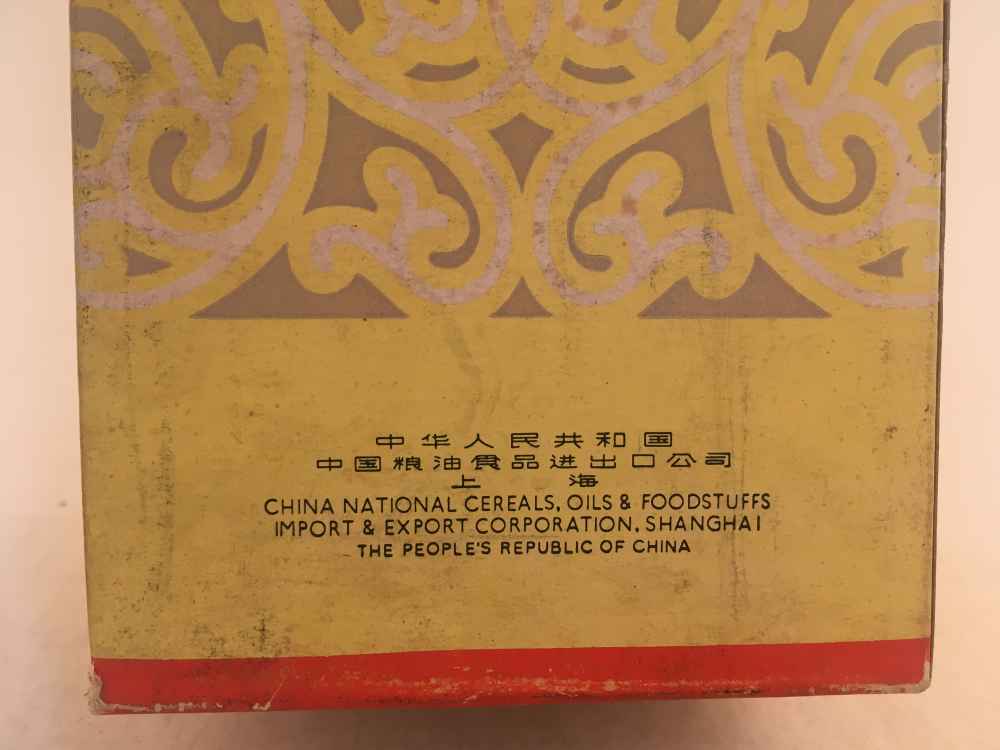 中华人民共和国
中国粮油食品进出口公司
上海
CHINA NATIONAL CEREALS, OILS & FOODSTUFFS
IMPORT & EXPORT CORPORATION, SHANGHAI
THE PEOPLE'S REPUBLIC OF CHINA